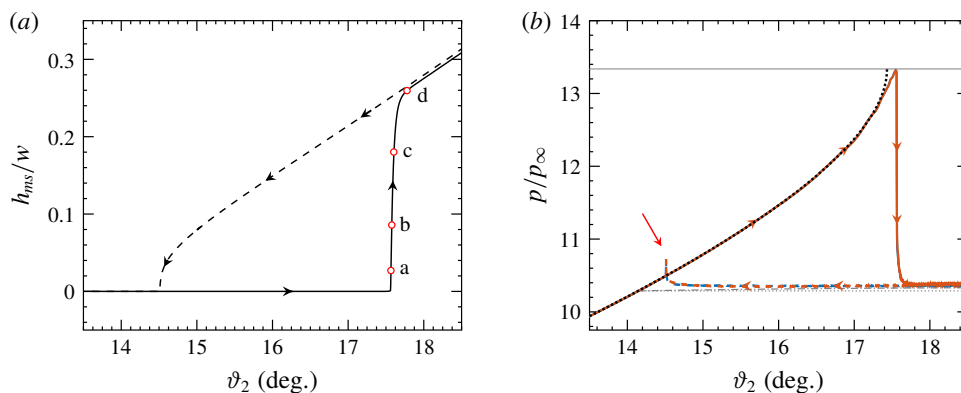 (a)
0.3
0.2
0.1
0
h_ms/w
14 15 16 17 18
ϑ₂ (deg.)
a
b
c
d
(b)
14
13
12
11
10
p/p∞
14 15 16 17 18
ϑ₂ (deg.)